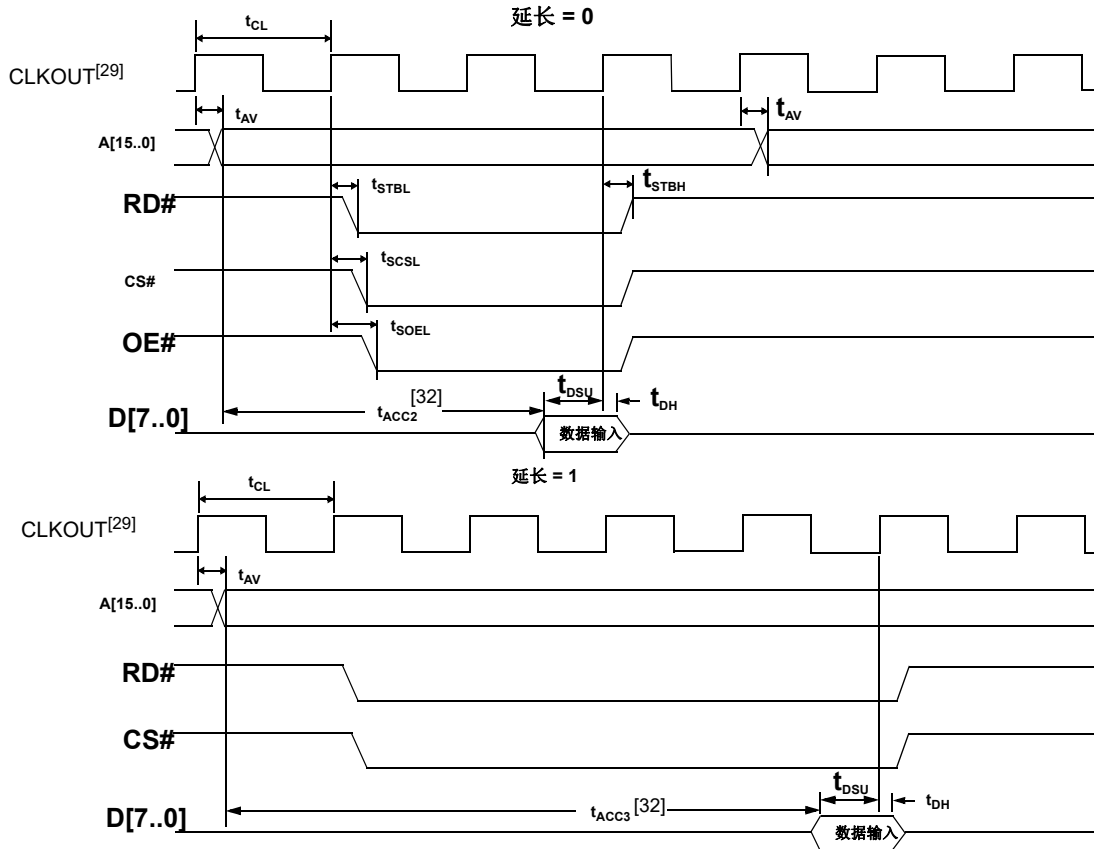 延长 = 0
tCL
CLKOUT[29]
tAV
tAV
A[15..0]
tSTBL
tSTBH
RD#
tSCSL
CS#
tSOEL
OE#
[32]
tDSU
tACC2
tDH
D[7..0]
数据输入
延长 = 1
tCL
CLKOUT[29]
tAV
A[15..0]
RD#
CS#
tDSU
tACC3 [32]
tDH
D[7..0]
数据输入